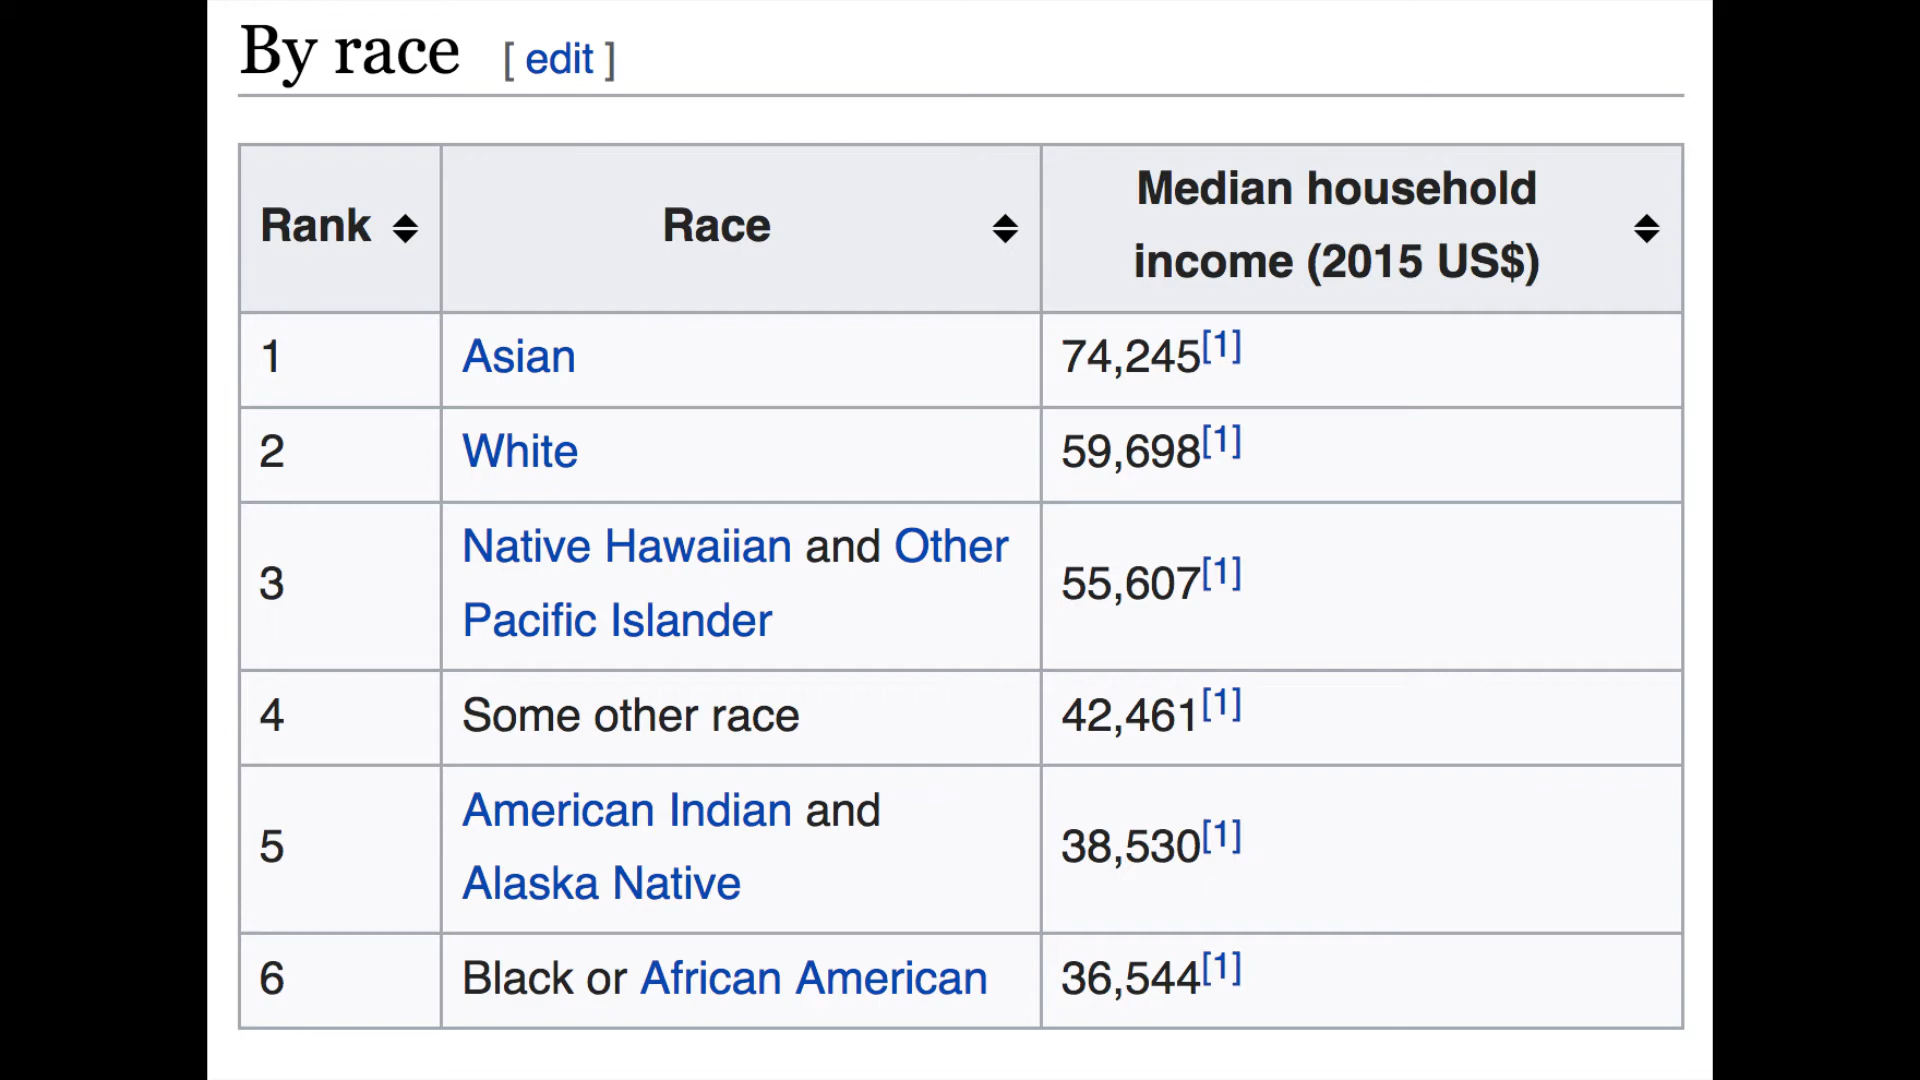 By race [ edit ]
Rank Race Median household
income (2015 US$)
1 Asian 74,245[1]
2 White 59,698[1]
3 Native Hawaiian and Other
Pacific Islander 55,607[1]
4 Some other race 42,461[1]
5 American Indian and
Alaska Native 38,530[1]
6 Black or African American 36,544[1]